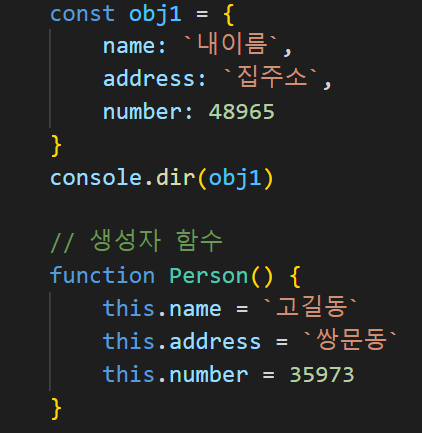 const obj1 = {
name: `내이름`,
address: `집주소`,
number: 48965
}
console.dir(obj1)
// 생성자 함수
function Person() {
this.name = `고길동`
this.address = `쌍문동`
this.number = 35973
}